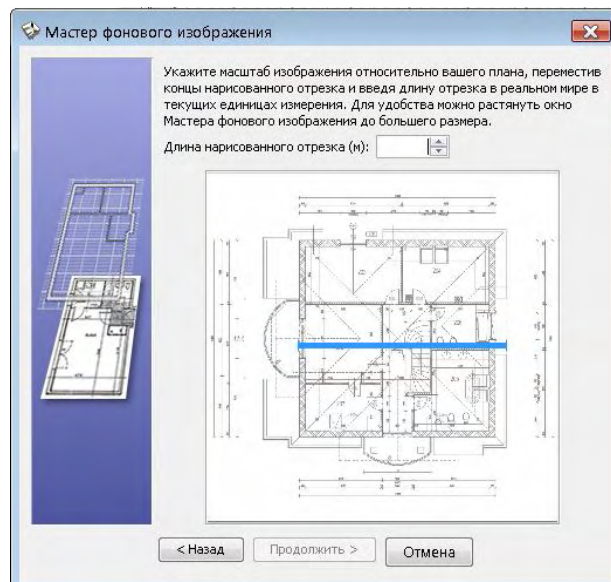 Мастер фонового изображения
Укажите масштаб изображения относительно вашего плана, переместив
концы нарисованного отрезка и введя длину отрезка в реальном мире в
текущих единицах измерения. Для удобства можно растянуть окно
Мастера фонового изображения до большего размера.
Длина нарисованного отрезка (м):
< Назад
Продолжить >
Отмена